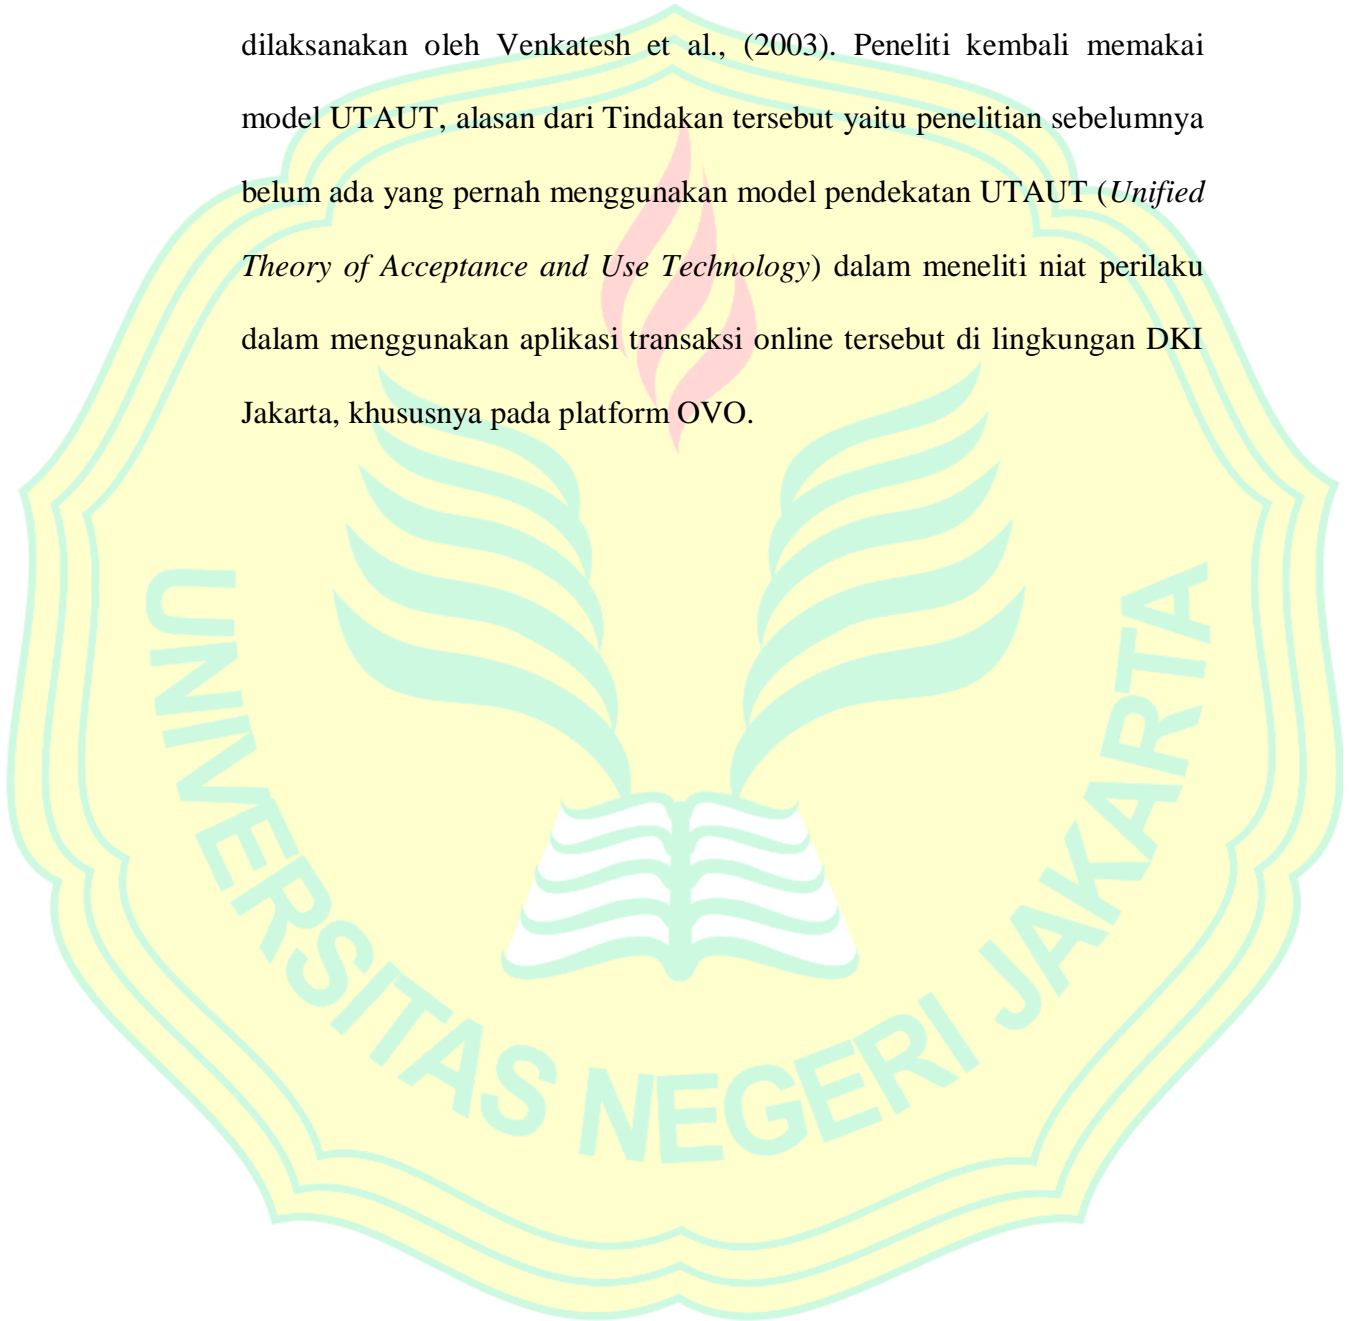 dilaksanakan oleh Venkatesh et al., (2003). Peneliti kembali memakai
model UTAUT, alasan dari Tindakan tersebut yaitu penelitian sebelumnya
belum ada yang pernah menggunakan model pendekatan UTAUT (Unified
Theory of Acceptance and Use Technology) dalam meneliti niat perilaku
dalam menggunakan aplikasi transaksi online tersebut di lingkungan DKI
Jakarta, khususnya pada platform OVO.
UNIVERSITAS NEGERI JAKARTA